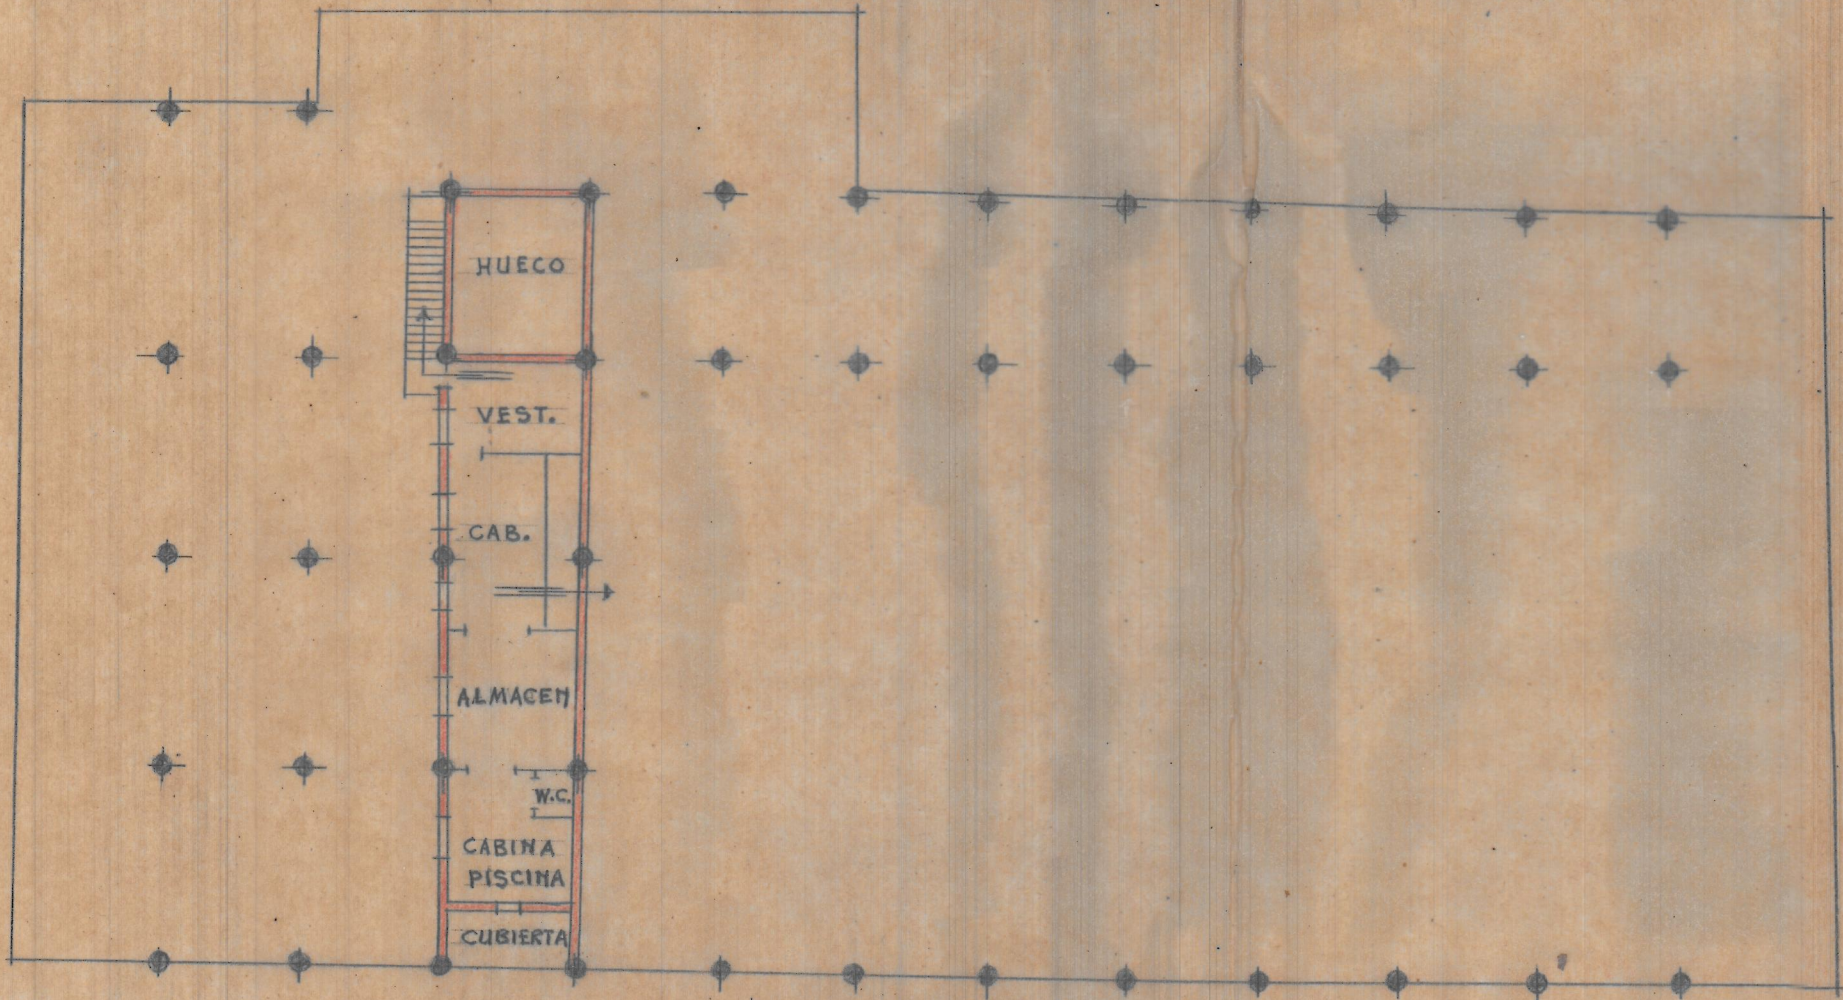 HUECO
VEST.
CAB.
ALMACEN
W.C.
CABINA
PISCINA
CUBIERTA